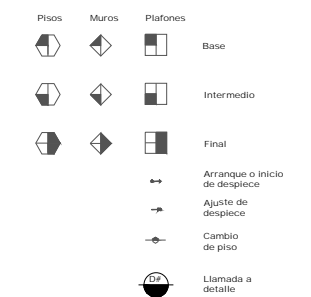 Pisos Muros Plafones
Base
Intermedio
Final
Arranque o inicio
de despiece
Ajuste de
despiece
Cambio
de piso
D#
Llamada a
detalle